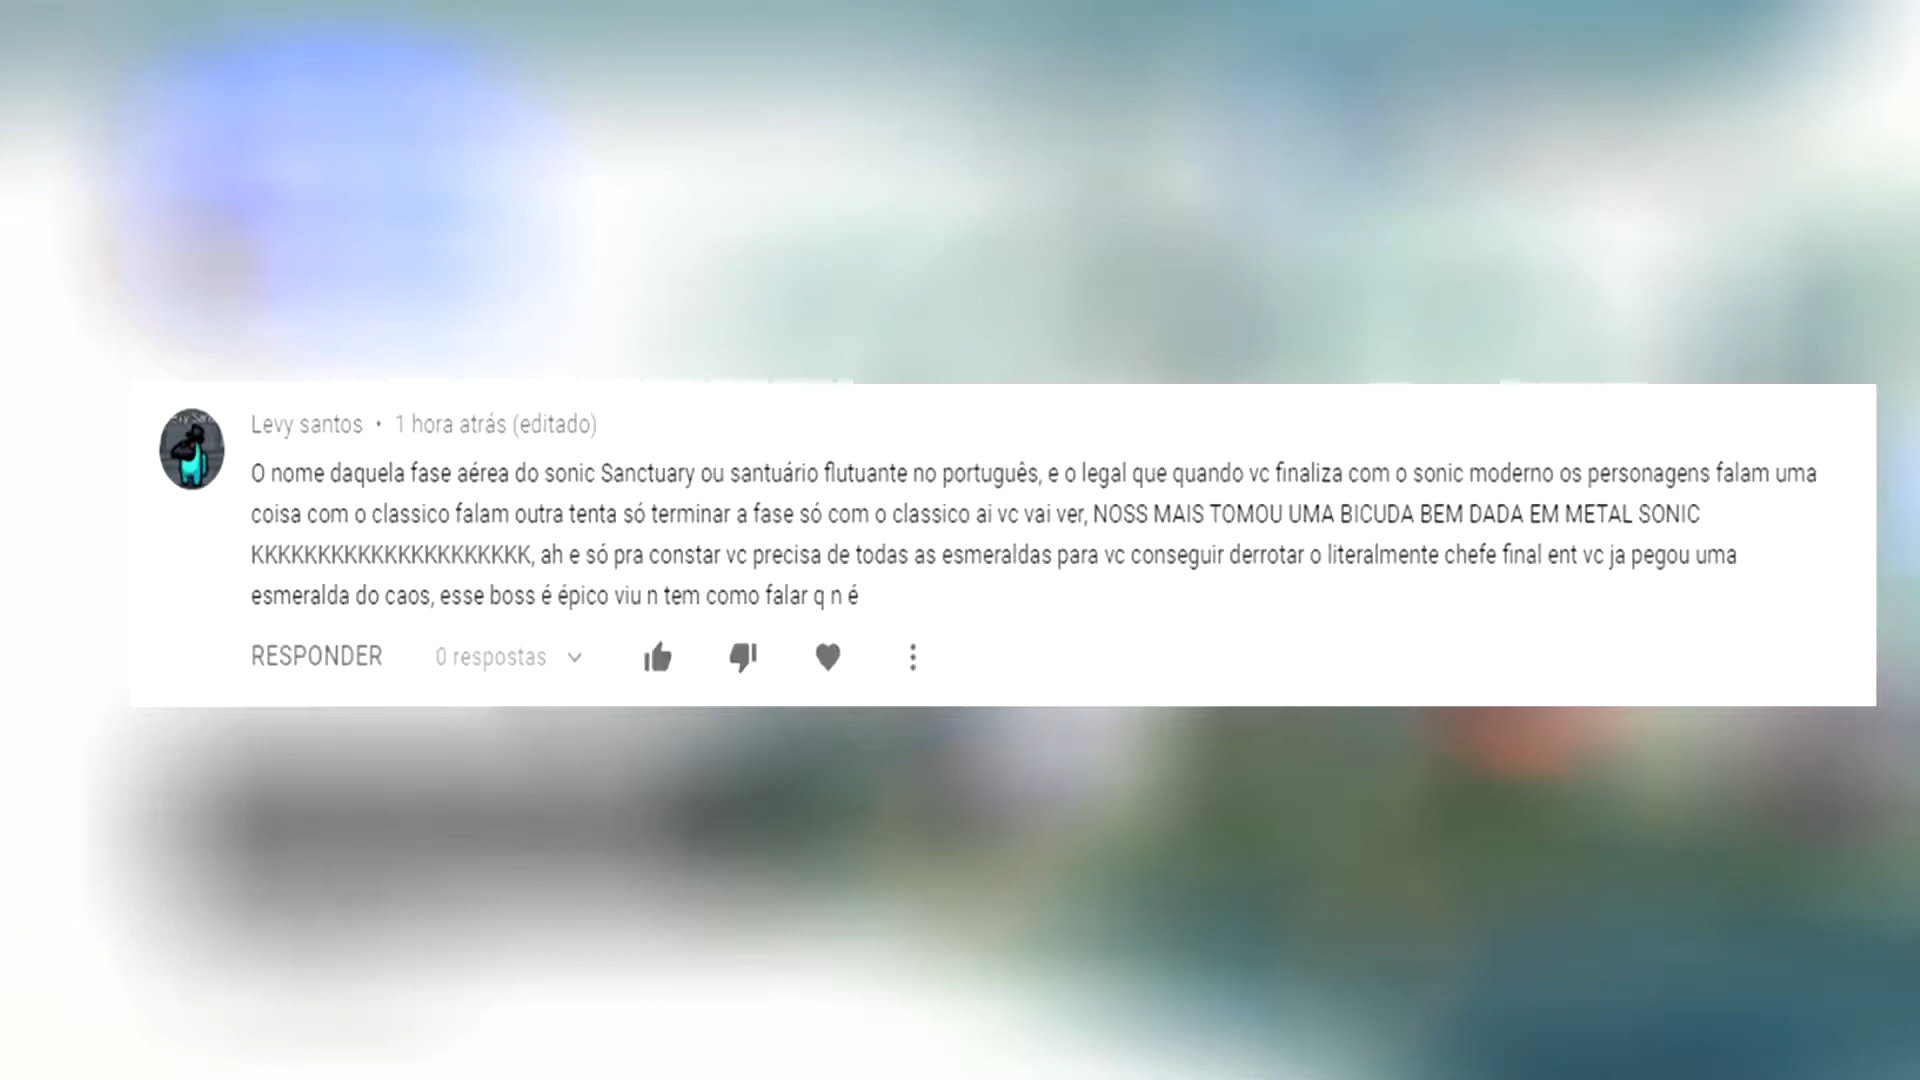 Levy santos • 1 hora atrás (editado)
O nome daquela fase aérea do sonic Sanctuary ou santuário flutuante no português, e o legal que quando vc finaliza com o sonic moderno os personagens falam uma
coisa com o classico falam outra tenta só terminar a fase só com o classico ai vc vai ver, NOSS MAIS TOMOU UMA BICUDA BEM DADA EM METAL SONIC
KKKKKKKKKKKKKKKKKKKKK, ah e só pra constar vc precisa de todas as esmeraldas para vc conseguir derrotar o literalmente chefe final ent vc ja pegou uma
esmeralda do caos, esse boss é épico viu n tem como falar q n é
RESPONDER 0 respostas